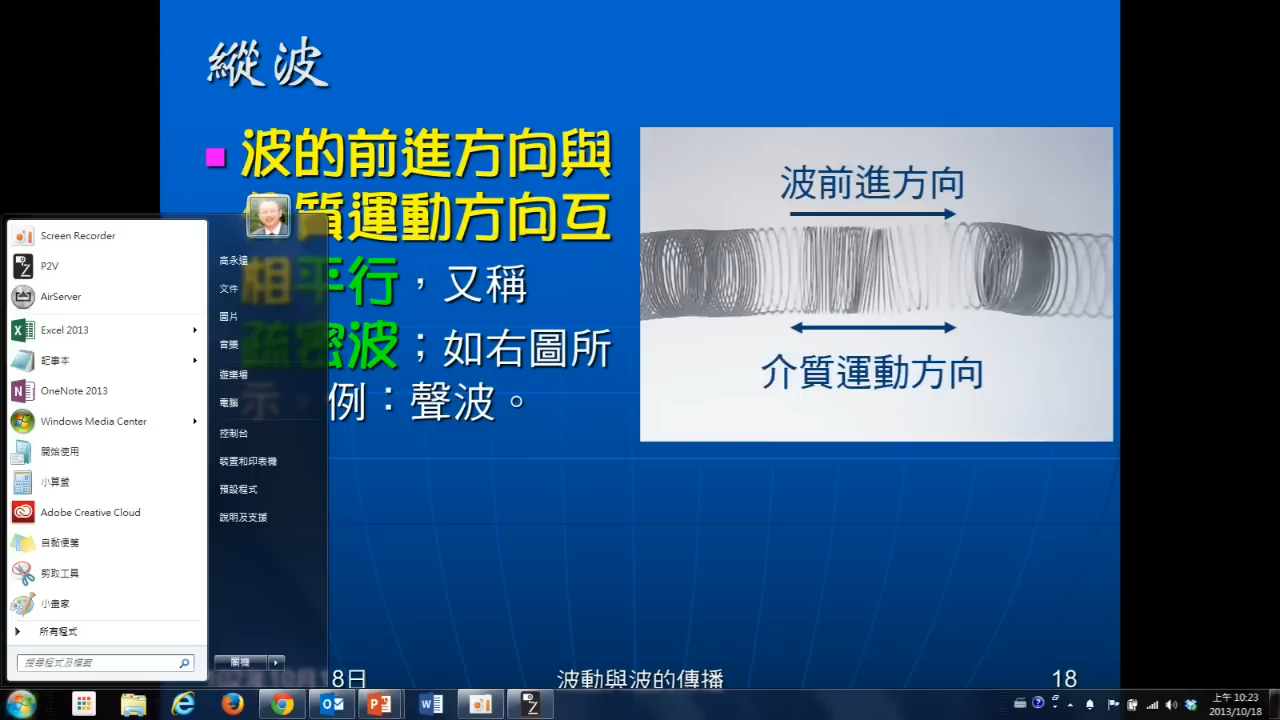 縱波
波的前進方向與
質運動方向互
相平行，又稱
疏密波；如右圖所
示。例：聲波。
波前進方向
介質運動方向
8日
波動與波的傳播
18
Screen Recorder
P2V
AirServer
Excel 2013
記事本
OneNote 2013
Windows Media Center
開始使用
小算盤
Adobe Creative Cloud
自黏便箋
剪取工具
小畫家
所有程式
搜尋程式及檔案
高永遠
文件
圖片
音樂
遊樂場
電腦
控制台
裝置和印表機
預設程式
說明及支援
關機
上午 10:23
2013/10/18